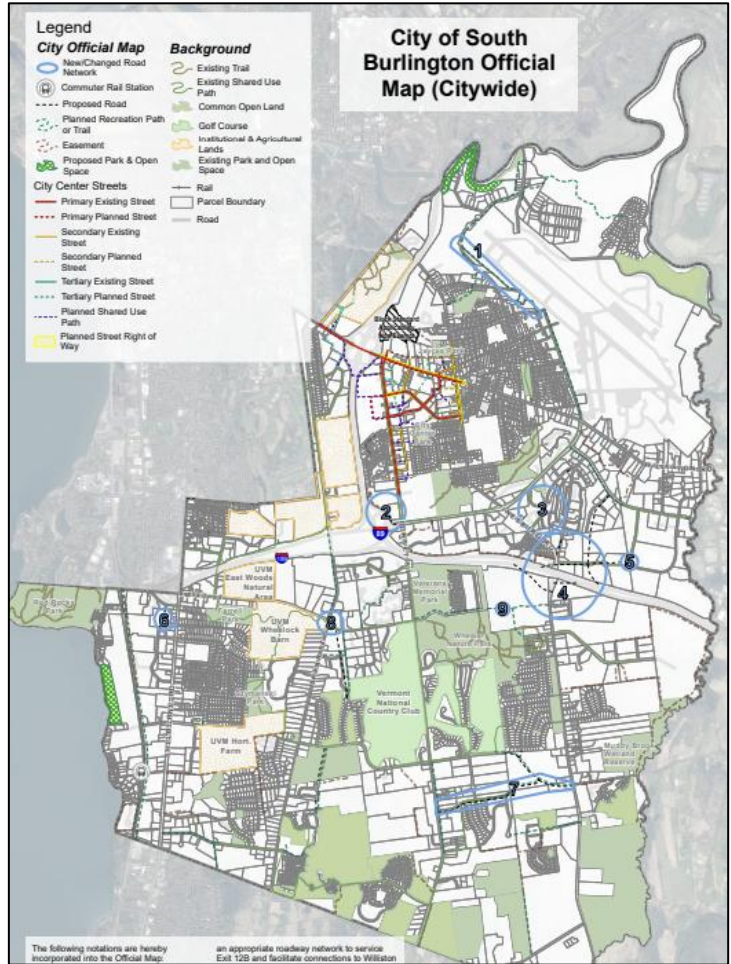 Legend
City Official Map
New/Changed Road
Network
Commuter Rail Station
Proposed Road
Planned Recreation Path
or Trail
Easement
Proposed Park & Open
Space
City Center Streets
Primary Existing Street
Primary Planned Street
Secondary Existing
Street
Secondary Planned
Street
Tertiary Existing Street
Tertiary Planned Street
Planned Shared Use
Path
Planned Street Right of
Way
Background
Existing Trail
Existing Shared Use
Path
Common Open Land
Golf Course
Institutional & Agricultural
Lands
Existing Park and Open
Space
Rail
Parcel Boundary
Road
City of South
Burlington Official
Map (Citywide)
1
2
3
89
4
5
UVM
East Woods
Natural
Area
Veterans
Memorial
Park
Red Rocks
Park
6
UVM
Wheelock
Barn
8
9
Nature Park
Vermont
National
Country Club
UVM Hort.
Farm
Wetland
Reserve
7
The following notations are hereby
incorporated into the Official Map:
an appropriate roadway network to service
Exit 12B and facilitate connections to Williston